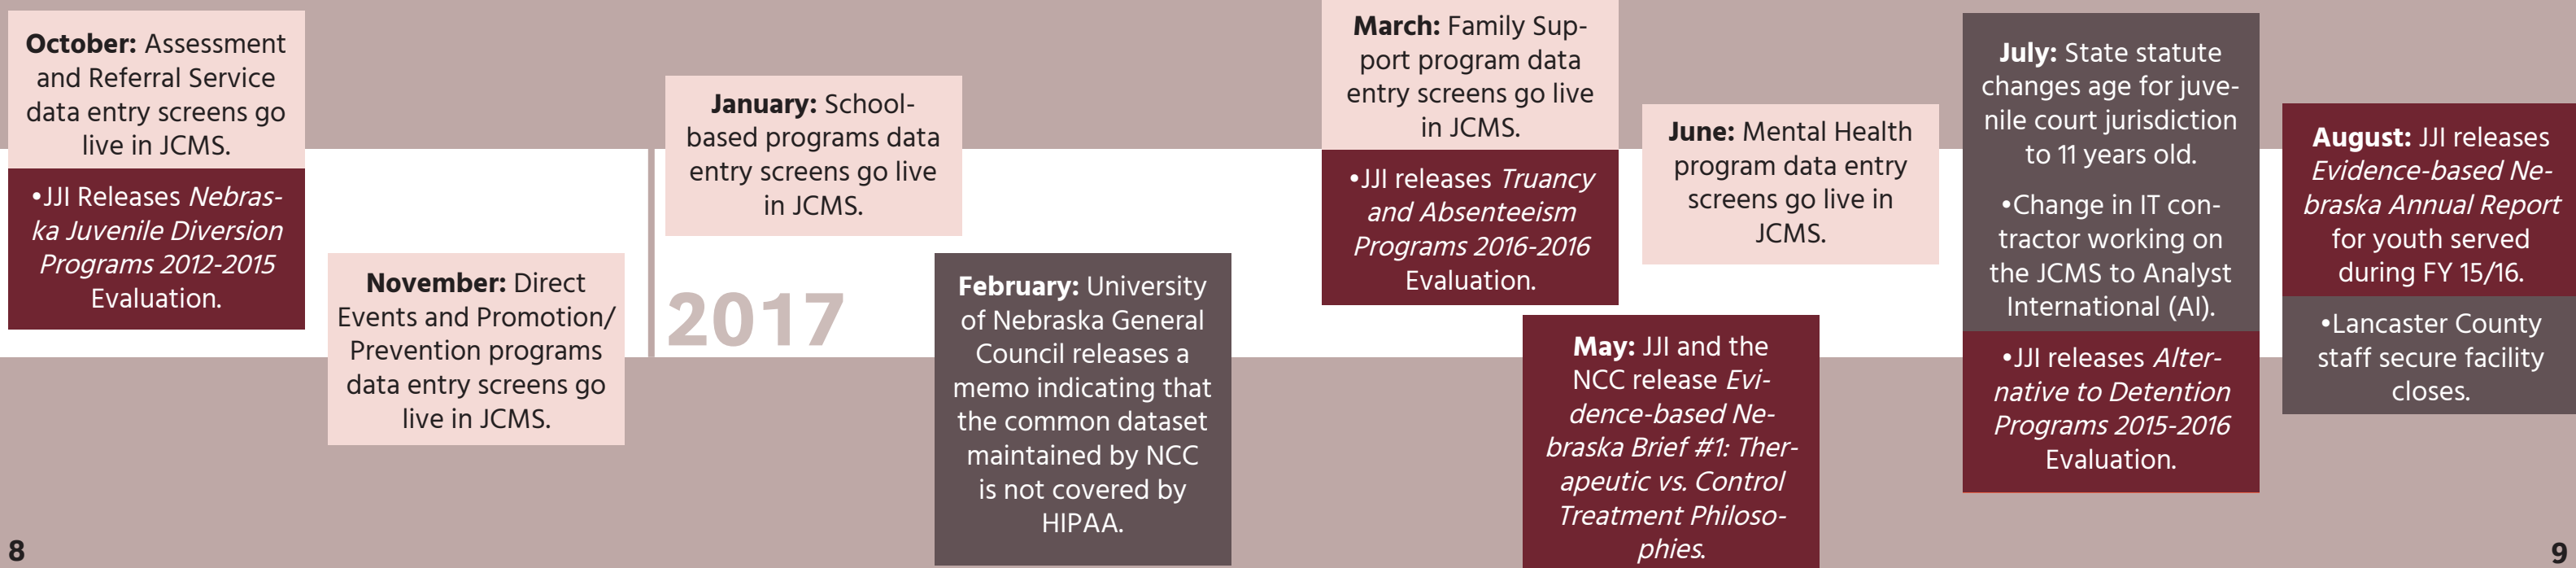 October: Assessment
and Referral Service
data entry screens go
live in JCMS.
•JJI Releases Nebras-
ka Juvenile Diversion
Programs 2012-2015
Evaluation.
November: Direct
Events and Promotion/
Prevention programs
data entry screens go
live in JCMS.
2017
January: School-
based programs data
entry screens go live
in JCMS.
February: University
of Nebraska General
Council releases a
memo indicating that
the common dataset
maintained by NCC
is not covered by
HIPAA.
March: Family Sup-
port program data
entry screens go live
in JCMS.
•JJI releases Truancy
and Absenteeism
Programs 2016-2016
Evaluation.
May: JJI and the
NCC release Evi-
dence-based Ne-
braska Brief #1: Ther-
apeutic vs. Control
Treatment Philoso-
phies.
June: Mental Health
program data entry
screens go live in
JCMS.
July: State statute
changes age for juve-
nile court jurisdiction
to 11 years old.
•Change in IT con-
tractor working on
the JCMS to Analyst
International (AI).
•JJI releases Alter-
native to Detention
Programs 2015-2016
Evaluation.
August: JJI releases
Evidence-based Ne-
braska Annual Report
for youth served
during FY 15/16.
•Lancaster County
staff secure facility
closes.
8
9